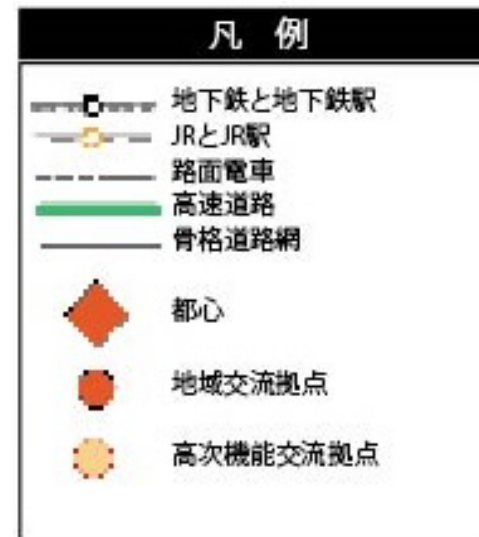 凡 例
地下鉄と地下鉄駅
JRとJR駅
路面電車
高速道路
骨格道路網
都心
地域交流拠点
高次機能交流拠点